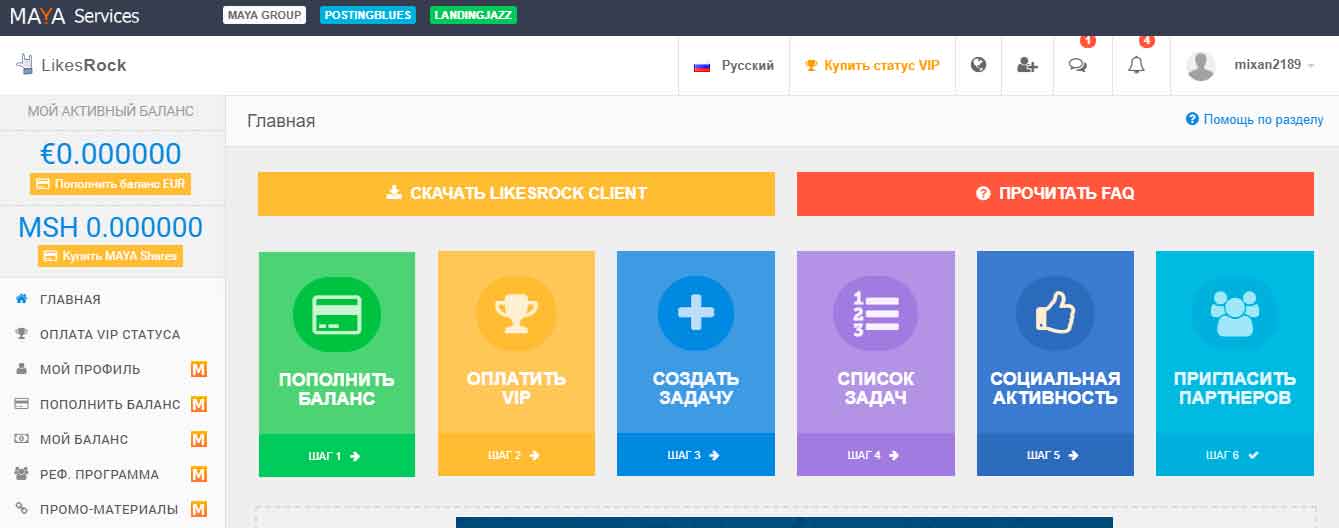 MAYA Services
MAYA GROUP
POSTINGBLUES
LANDINGJAZZ
LikesRock
Русский
Купить статус VIP
1
4
mixan2189
МОЙ АКТИВНЫЙ БАЛАНС
€0.000000
Пополнить баланс EUR
MSH 0.000000
Купить MAYA Shares
ГЛАВНАЯ
ОПЛАТА VIP СТАТУСА
МОЙ ПРОФИЛЬ M
ПОПОЛНИТЬ БАЛАНС M
МОЙ БАЛАНС M
РЕФ. ПРОГРАММА M
ПРОМО-МАТЕРИАЛЫ M
Главная
Помощь по разделу
СКАЧАТЬ LIKESROCK CLIENT
ПРОЧИТАТЬ FAQ
ПОПОЛНИТЬ
БАЛАНС
ШАГ 1
ОПЛАТИТЬ
VIP
ШАГ 2
СОЗДАТЬ
ЗАДАЧУ
ШАГ 3
1
2
3
СПИСОК
ЗАДАЧ
ШАГ 4
СОЦИАЛЬНАЯ
АКТИВНОСТЬ
ШАГ 5
ПРИГЛАСИТЬ
ПАРТНЕРОВ
ШАГ 6